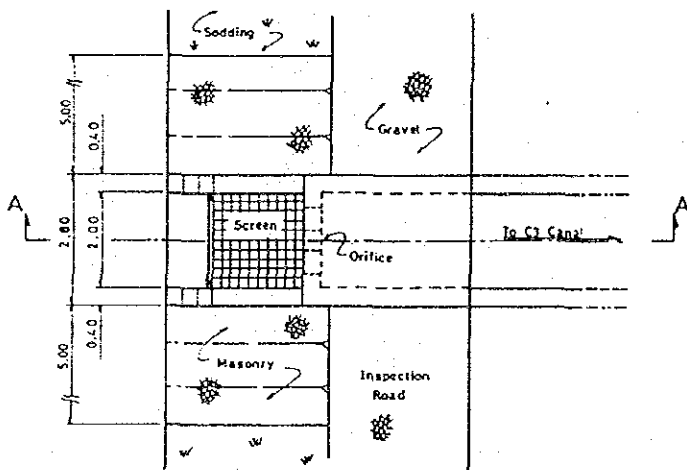 Sodding
5.00
0.40
Gravel
A
A
2.80
2.00
Screen
To C3 Canal
Orifice
0.40
5.00
Masonry
Inspection
Road